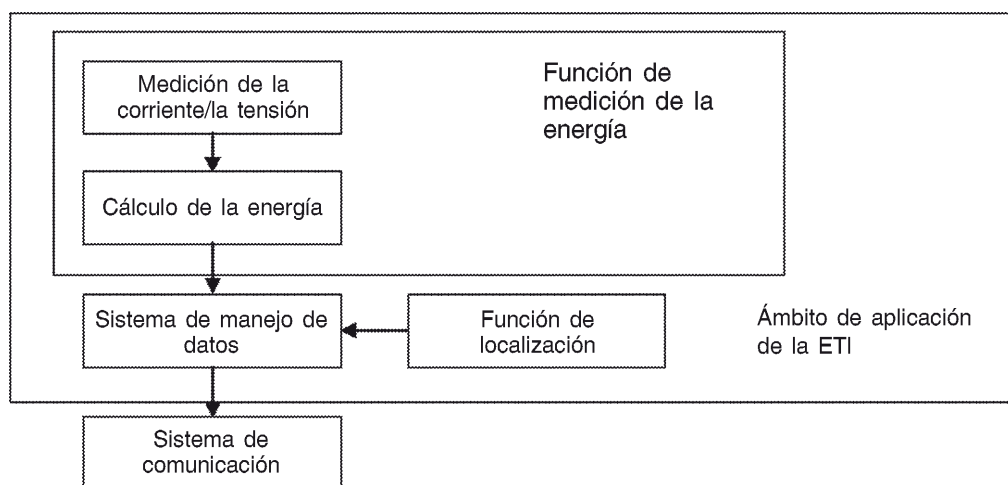 Medición de la
corriente/la tensión
Función de
medición de la
energía
Cálculo de la energía
Sistema de manejo de
datos
Función de
localización
Ámbito de aplicación
de la ETI
Sistema de
comunicación